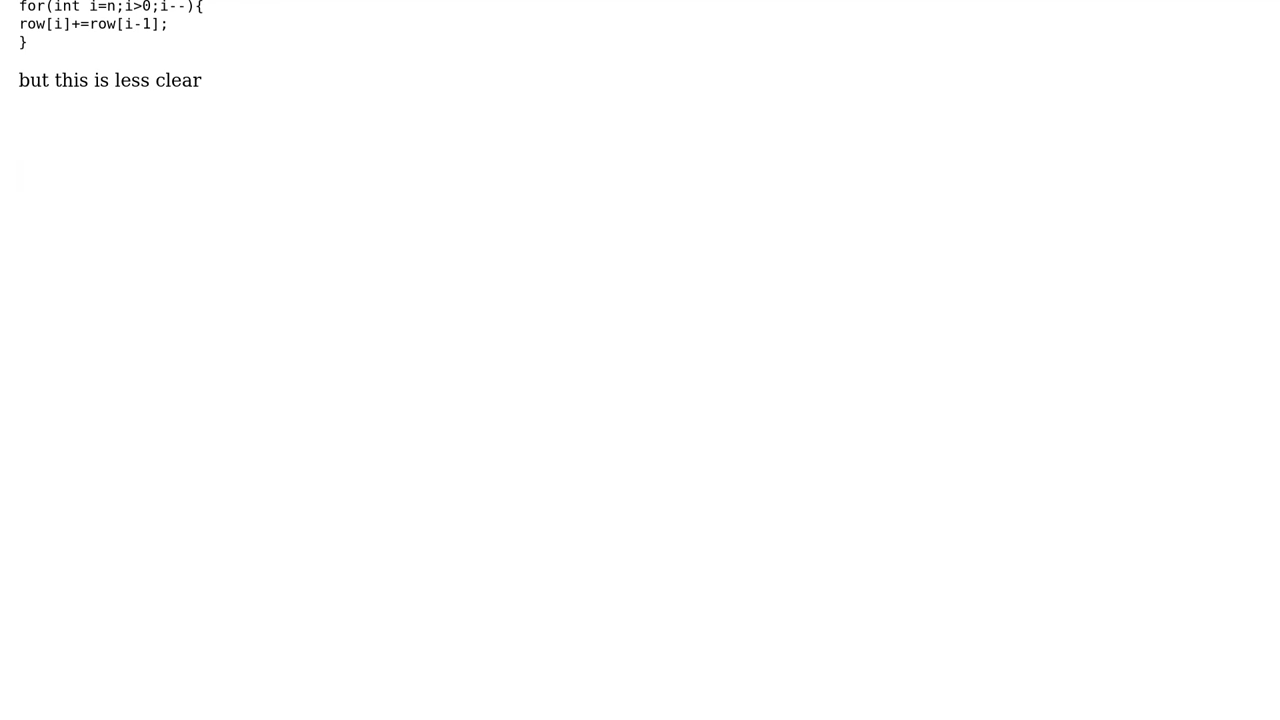 for(int i=n;i>0;i--){
row[i]+=row[i-1];
}
but this is less clear